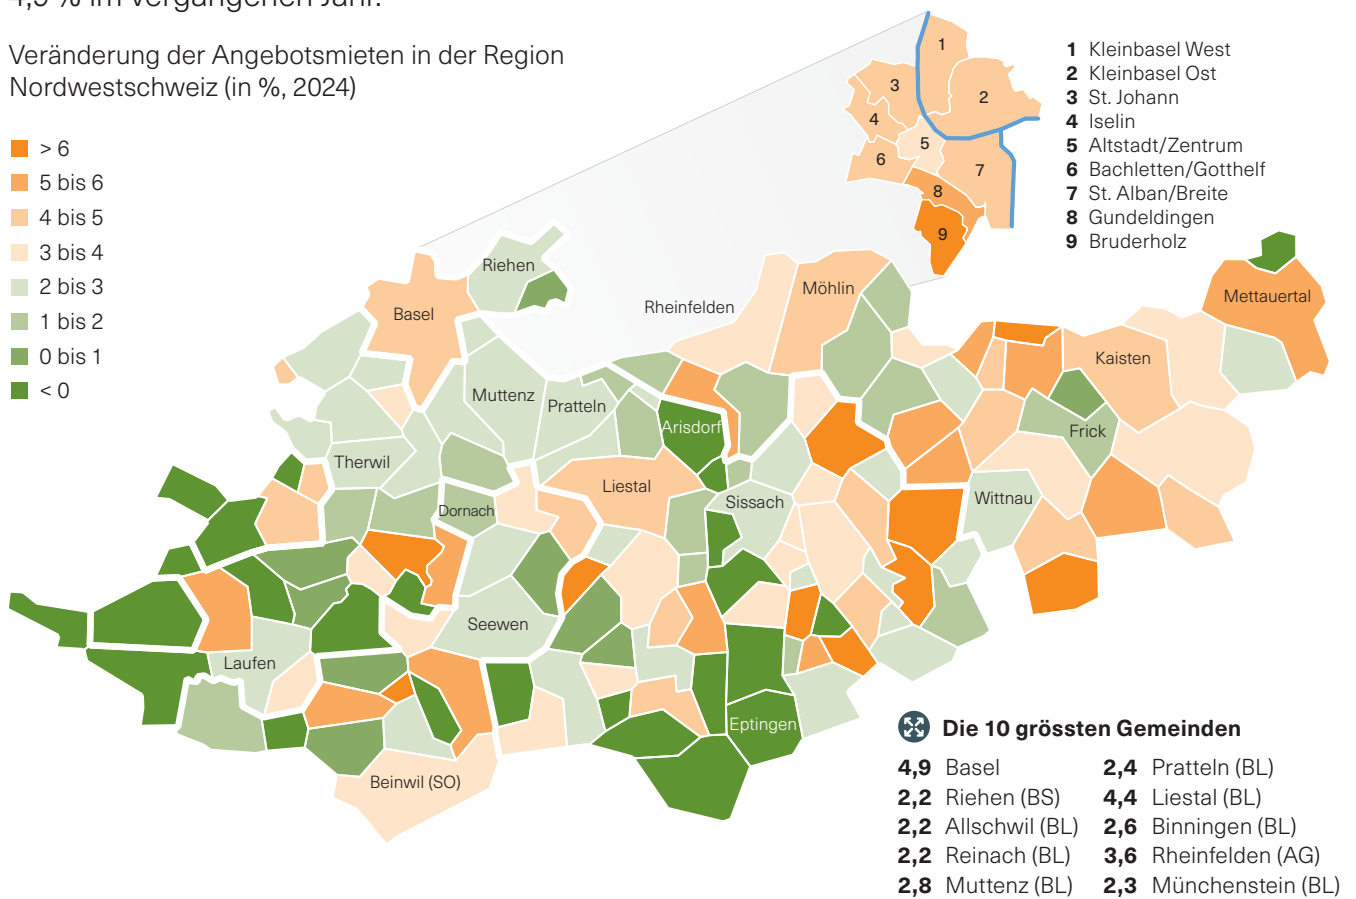 4,9 % im vergangenen Jahr.
Veränderung der Angebotsmieten in der Region
Nordwestschweiz (in %, 2024)
> 6
5 bis 6
4 bis 5
3 bis 4
2 bis 3
1 bis 2
0 bis 1
< 0
1 Kleinbasel West
2 Kleinbasel Ost
3 St. Johann
4 Iselin
5 Altstadt/Zentrum
6 Bachletten/Gotthelf
7 St. Alban/Breite
8 Gundeldingen
9 Bruderholz
1
2
3
4
5
6
7
8
9
Riehen
Basel
Rheinfelden
Möhlin
Mettauertal
Kaisten
Muttenz
Pratteln
Arisdorf
Frick
Therwil
Liestal
Sissach
Wittnau
Dornach
Seewen
Laufen
Eptingen
Beinwil (SO)
Die 10 grössten Gemeinden
4,9 Basel
2,2 Riehen (BS)
2,2 Allschwil (BL)
2,2 Reinach (BL)
2,8 Muttenz (BL)
2,4 Pratteln (BL)
4,4 Liestal (BL)
2,6 Binningen (BL)
3,6 Rheinfelden (AG)
2,3 Münchenstein (BL)